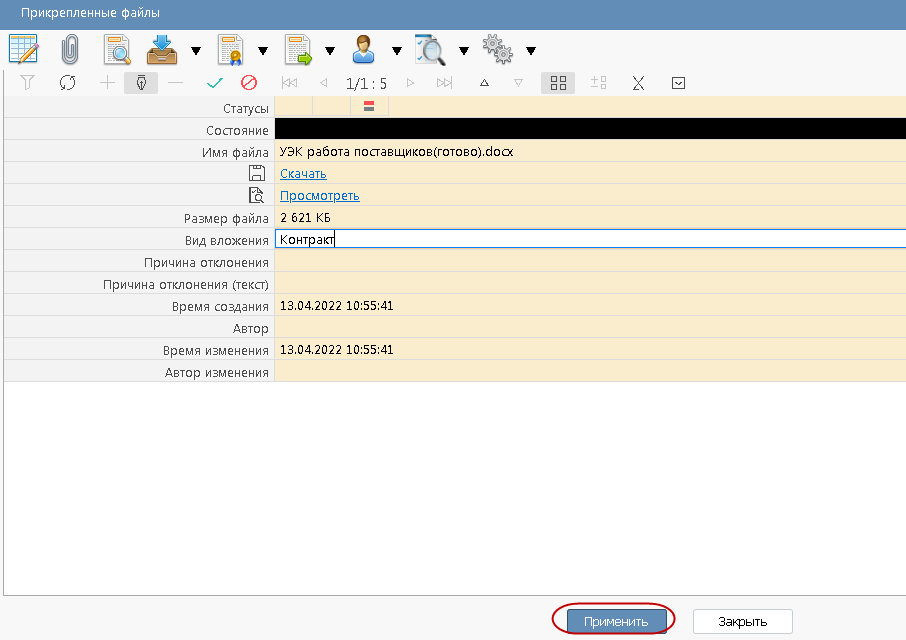 Прикрепленные файлы
1/1 : 5
Статусы
Состояние
Имя файла УЭК работа поставщиков(готово).docx
Скачать
Просмотреть
Размер файла 2 621 КБ
Вид вложения Контракт
Причина отклонения
Причина отклонения (текст)
Время создания 13.04.2022 10:55:41
Автор
Время изменения 13.04.2022 10:55:41
Автор изменения
Применить Закрыть